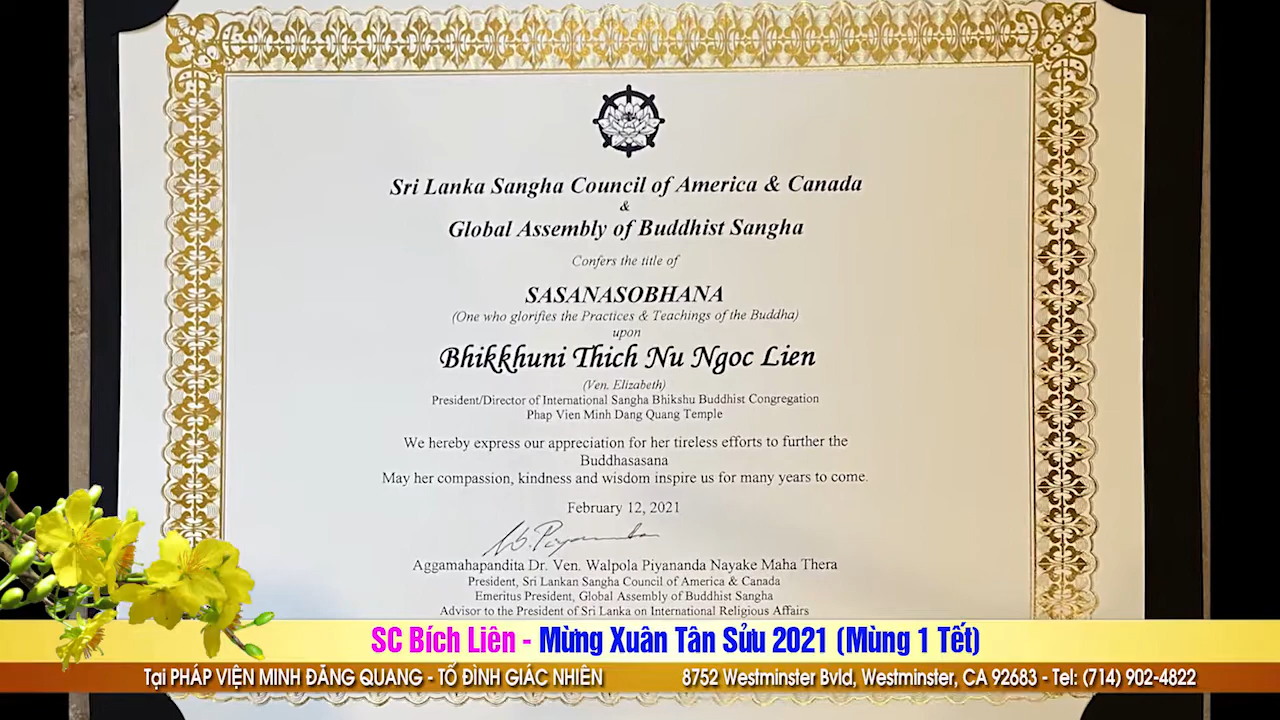 Sri Lanka Sangha Council of America & Canada
&
Global Assembly of Buddhist Sangha
Confers the title of
SASANASOBHANA
(One who glorifies the Practices & Teachings of the Buddha)
upon
Bhikkhuni Thich Nu Ngoc Lien
(Ven. Elizabeth)
President/Director of International Sangha Bhikshu Buddhist Congregation
Phap Vien Minh Dang Quang Temple
We hereby express our appreciation for her tireless efforts to further the
Buddhasasana
May her compassion, kindness and wisdom inspire us for many years to come.
February 12, 2021
Aggamahapandita Dr. Ven. Walpola Piyananda Nayake Maha Thera
President, Sri Lankan Sangha Council of America & Canada
Emeritus President, Global Assembly of Buddhist Sangha
Advisor to the President of Sri Lanka on International Religious Affairs
SC Bích Liên - Mừng Xuân Tân Sửu 2021 (Mùng 1 Tết)
Tại PHÁP VIỆN MINH ĐĂNG QUANG - TỔ ĐÌNH GIÁC NHIÊN 8752 Westminster Bvld, Westminster, CA 92683 - Tel: (714) 902-4822